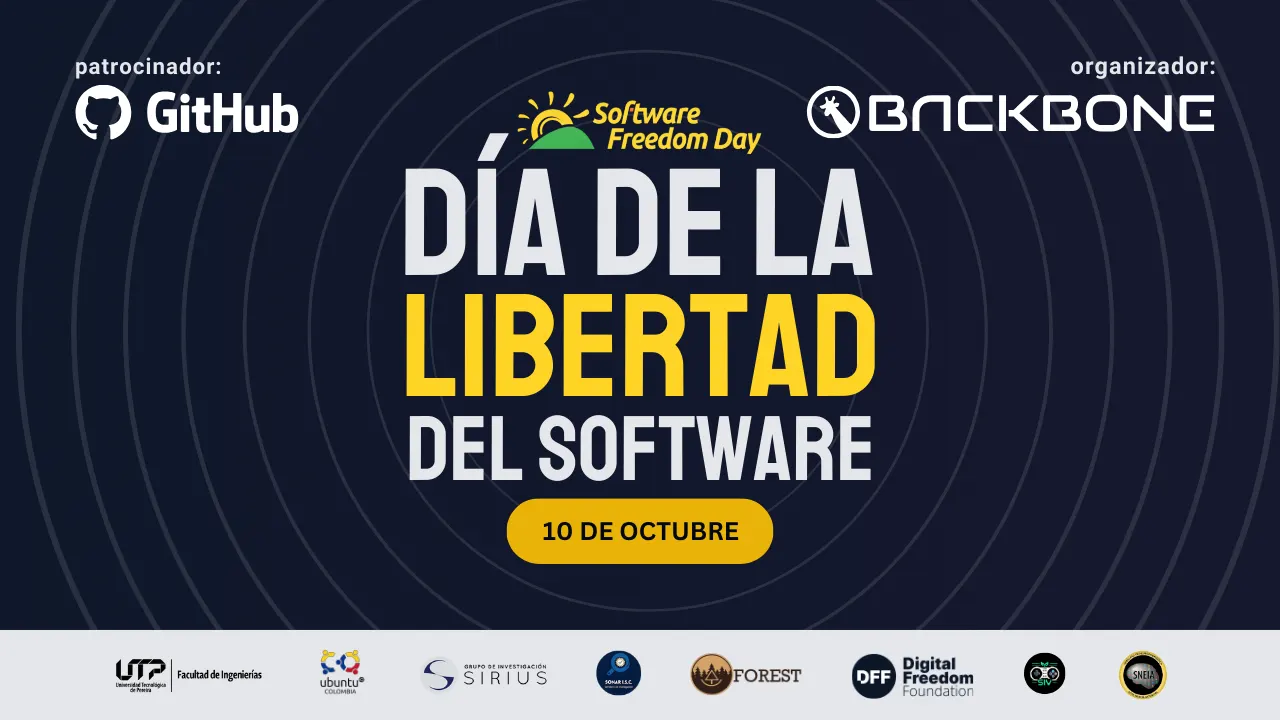 patrocinador:
GitHub
organizador:
BACKBONE
Software
Freedom Day
DÍA DE LA
LIBERTAD
DEL SOFTWARE
10 DE OCTUBRE
UTP
Universidad Tecnológica
de Pereira
Facultad de Ingenierías
ubuntu®
COLOMBIA
GRUPO DE INVESTIGACIÓN
SIRIUS
SONAR I.S.C.
FOREST
DFF
Digital
Freedom
Foundation
SIV
SNEIA